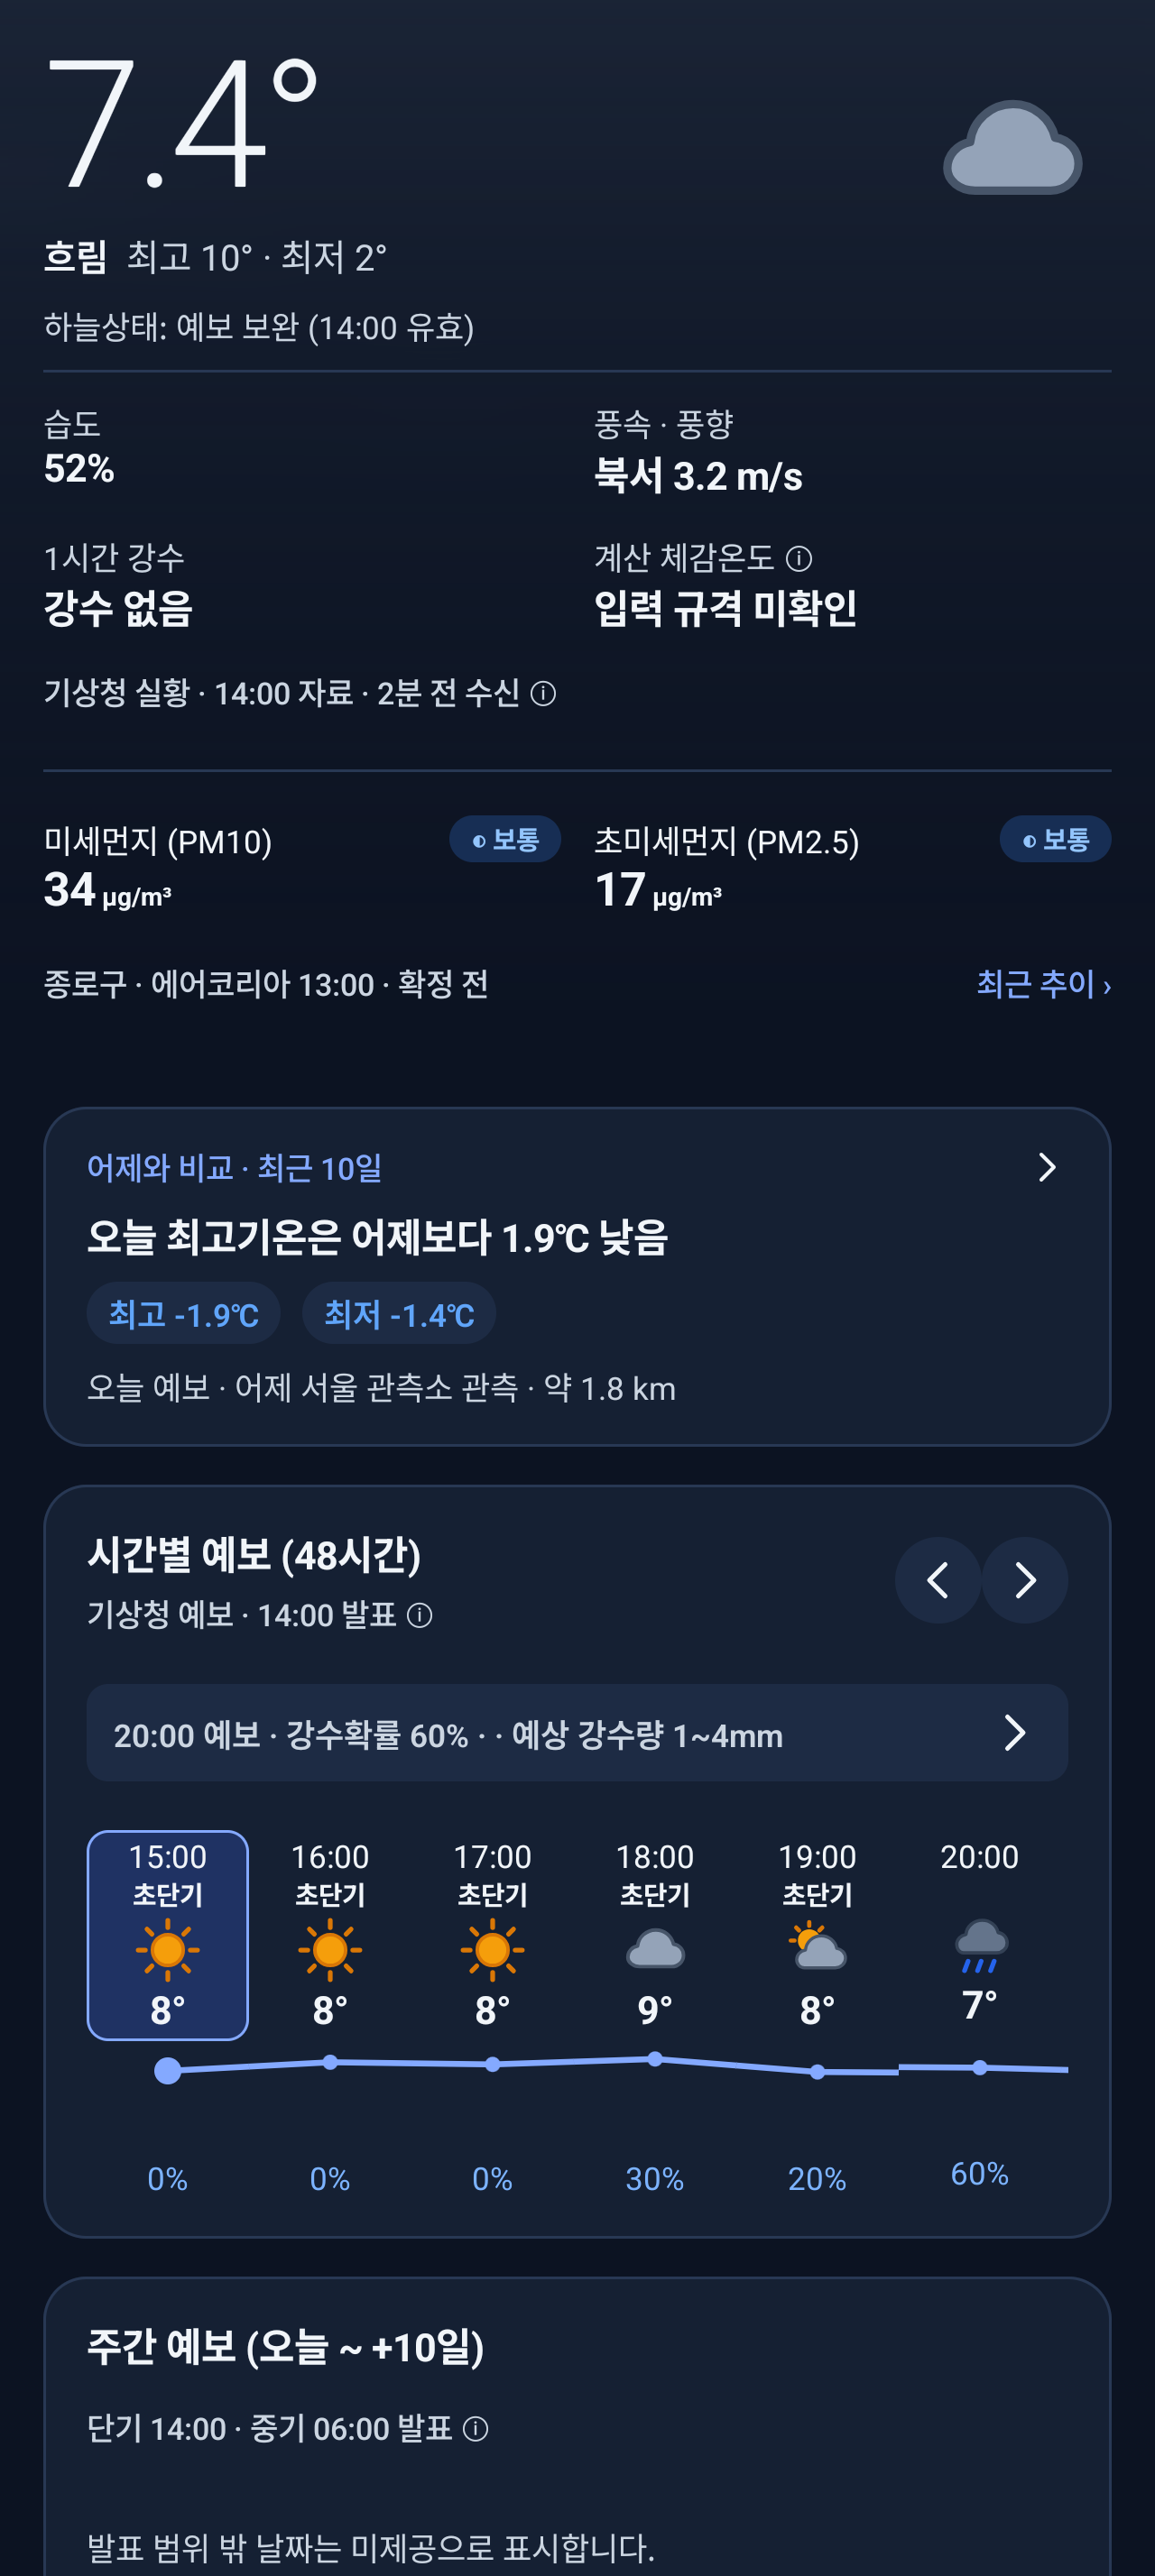 7.4°
흐림 최고 10° · 최저 2°
하늘상태: 예보 보완 (14:00 유효)
습도
52%
풍속 · 풍향
북서 3.2 m/s
1시간 강수
강수 없음
계산 체감온도 ⓘ
입력 규격 미확인
기상청 실황 · 14:00 자료 · 2분 전 수신 ⓘ
미세먼지 (PM10)
◐ 보통
34 µg/m³
초미세먼지 (PM2.5)
◐ 보통
17 µg/m³
종로구 · 에어코리아 13:00 · 확정 전
최근 추이 ›
어제와 비교 · 최근 10일
오늘 최고기온은 어제보다 1.9℃ 낮음
최고 -1.9℃ 최저 -1.4℃
오늘 예보 · 어제 서울 관측소 관측 · 약 1.8 km
시간별 예보 (48시간)
기상청 예보 · 14:00 발표 ⓘ
20:00 예보 · 강수확률 60% · · 예상 강수량 1~4mm
15:00 16:00 17:00 18:00 19:00 20:00
초단기 초단기 초단기 초단기 초단기
8° 8° 8° 9° 8° 7°
0% 0% 0% 30% 20% 60%
주간 예보 (오늘 ~ +10일)
단기 14:00 · 중기 06:00 발표 ⓘ
발표 범위 밖 날짜는 미제공으로 표시합니다.